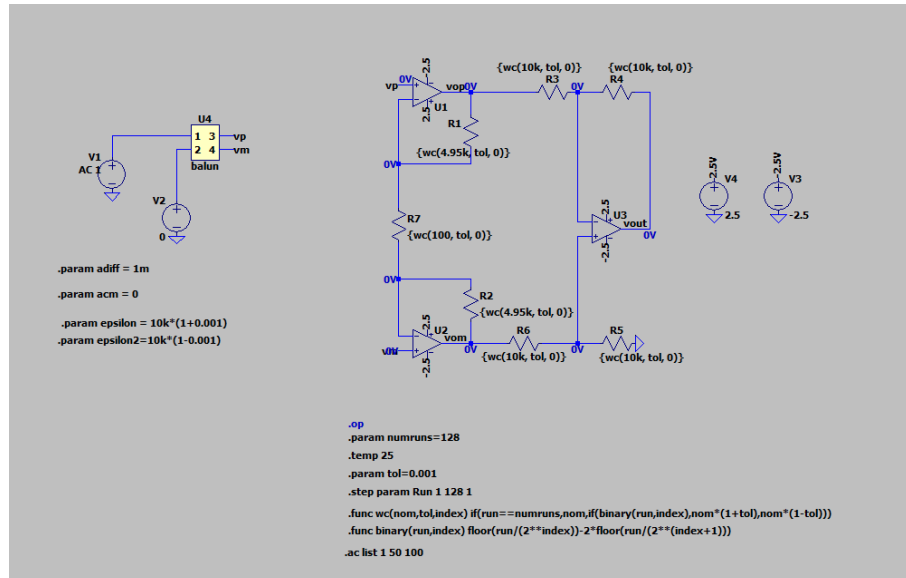 U4
1 3
2 4
balun
vp
vm
V1
AC 1
V2
0
.param adiff = 1m
.param acm = 0
.param epsilon = 10k*(1+0.001)
.param epsilon2=10k*(1-0.001)
-2.5
{wc(10k, tol, 0)}
{wc(10k, tol, 0)}
R3
R4
vp
0V
vop
0V
0V
U1
2.5
R1
{wc(4.95k, tol, 0)}
0V
R7
{wc(100, tol, 0)}
2.5
U3
vout
0V
-2.5
-2.5V
V4
2.5
-2.5V
V3
-2.5
0V
R2
{wc(4.95k, tol, 0)}
2.5
U2
vom
0V
R6
R5
0V
{wc(10k, tol, 0)}
{wc(10k, tol, 0)}
-2.5
.op
.param numruns=128
.temp 25
.param tol=0.001
.step param Run 1 128 1
.func wc(nom,tol,index) if(run==numruns,nom,if(binary(run,index),nom*(1+tol),nom*(1-tol)))
.func binary(run,index) floor(run/(2**index))-2*floor(run/(2**(index+1)))
.ac list 1 50 100